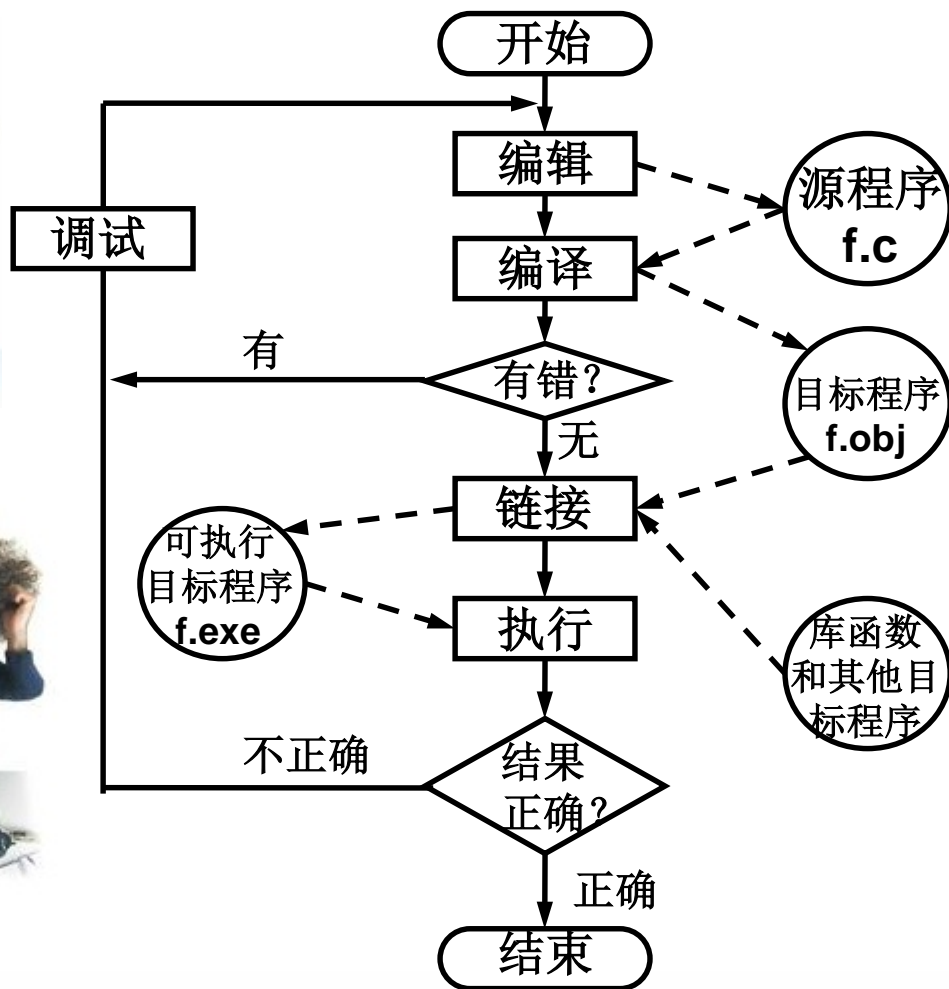 开始
编辑
源程序
f.c
调试
编译
有
有错?
目标程序
f.obj
无
链接
可执行
目标程序
f.exe
执行
库函数
和其他目
标程序
不正确
结果
正确?
正确
结束